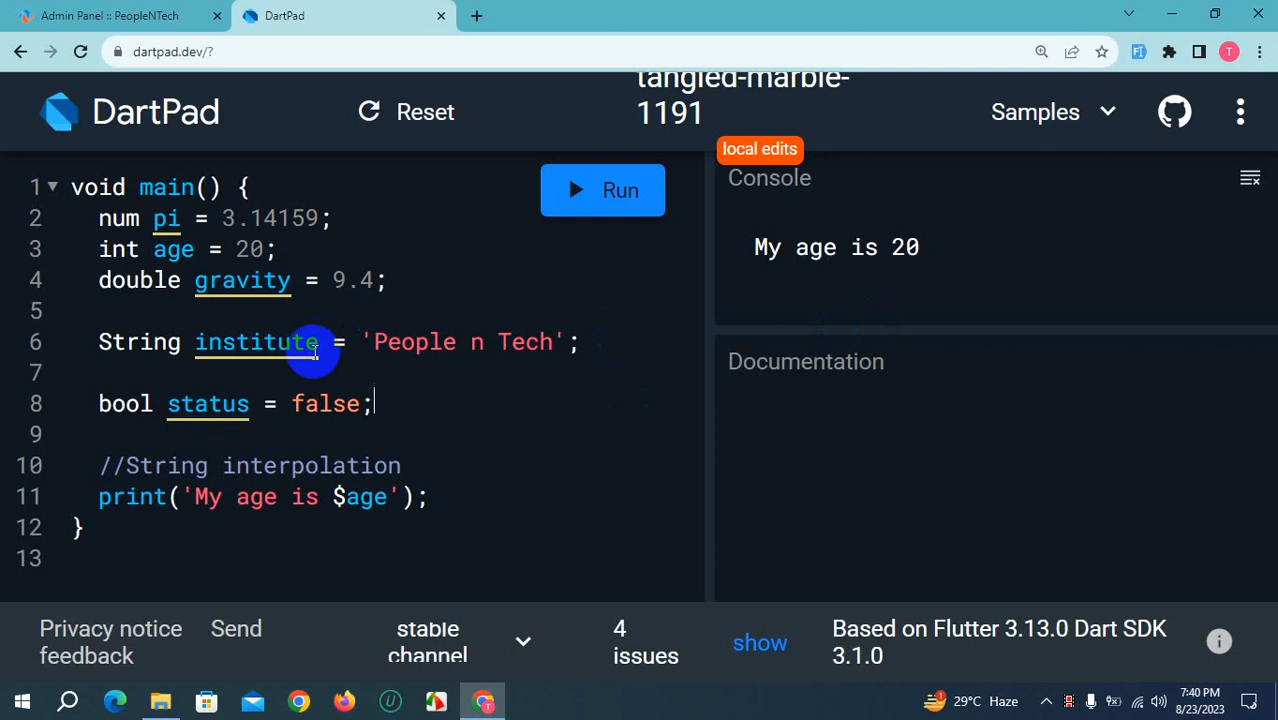 Admin Panel :: PeopleNTech
DartPad
dartpad.dev/?
DartPad
Reset
tangled-marble-
1191
local edits
Samples
1 void main() {
2 num pi = 3.14159;
3 int age = 20;
4 double gravity = 9.4;
5
6 String institute = 'People n Tech';
7
8 bool status = false;
9
10 //String interpolation
11 print('My age is $age');
12 }
13
Run
Console
My age is 20
Documentation
Privacy notice
Send
feedback
stable
channel
4
issues
show
Based on Flutter 3.13.0 Dart SDK
3.1.0
29°C Haze
7:40 PM
8/23/2023